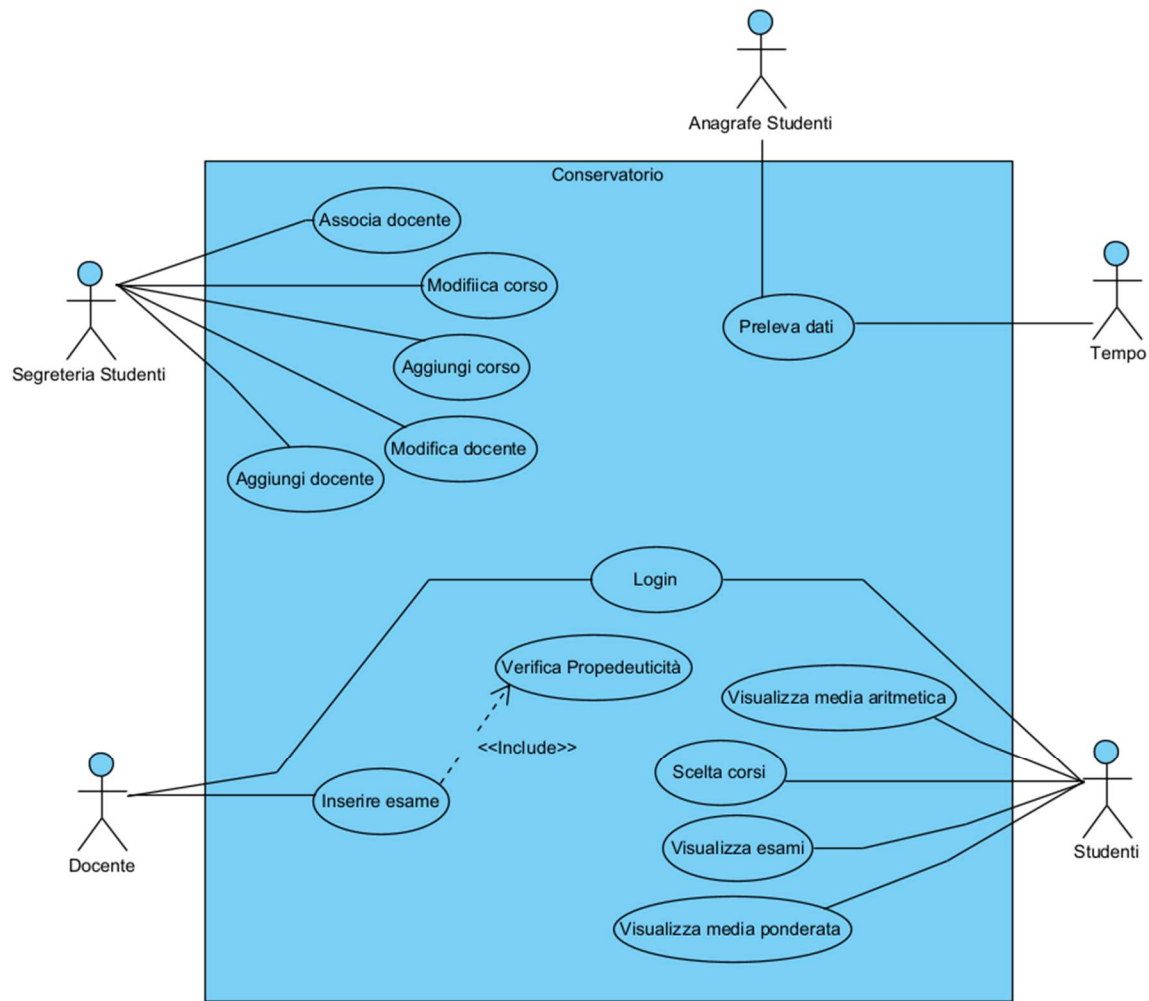 Anagrafe Studenti
Conservatorio
Associa docente
Modifiica corso
Segreteria Studenti
Aggiungi corso
Modifica docente
Aggiungi docente
Preleva dati
Tempo
Login
Verifica Propedeuticità
<<Include>>
Inserire esame
Docente
Visualizza media aritmetica
Scelta corsi
Visualizza esami
Visualizza media ponderata
Studenti